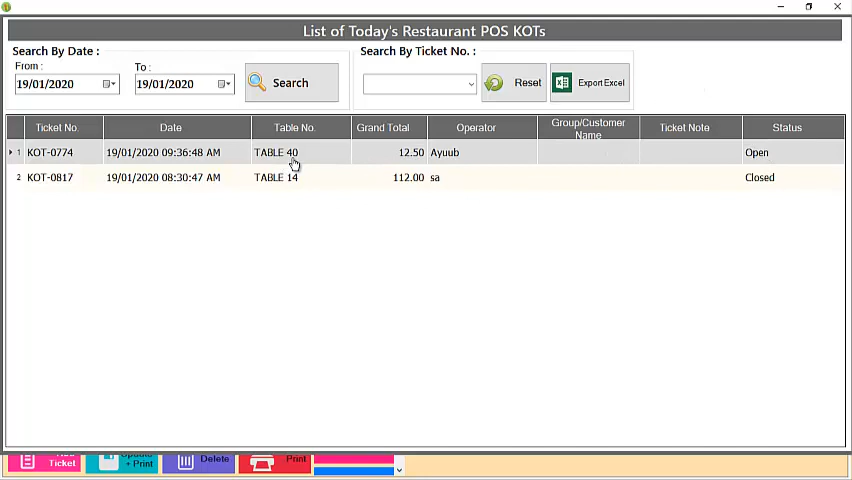 List of Today's Restaurant POS KOTs
Search By Date :
Search By Ticket No. :
From :
To :
19/01/2020
19/01/2020
Search
Reset
Export Excel
Ticket No. Date Table No. Grand Total Operator Group/Customer Name Ticket Note Status
1 KOT-0774 19/01/2020 09:36:48 AM TABLE 40 12.50 Ayuub Open
2 KOT-0817 19/01/2020 08:30:47 AM TABLE 14 112.00 sa Closed
Ticket
+ Print
Delete
Print